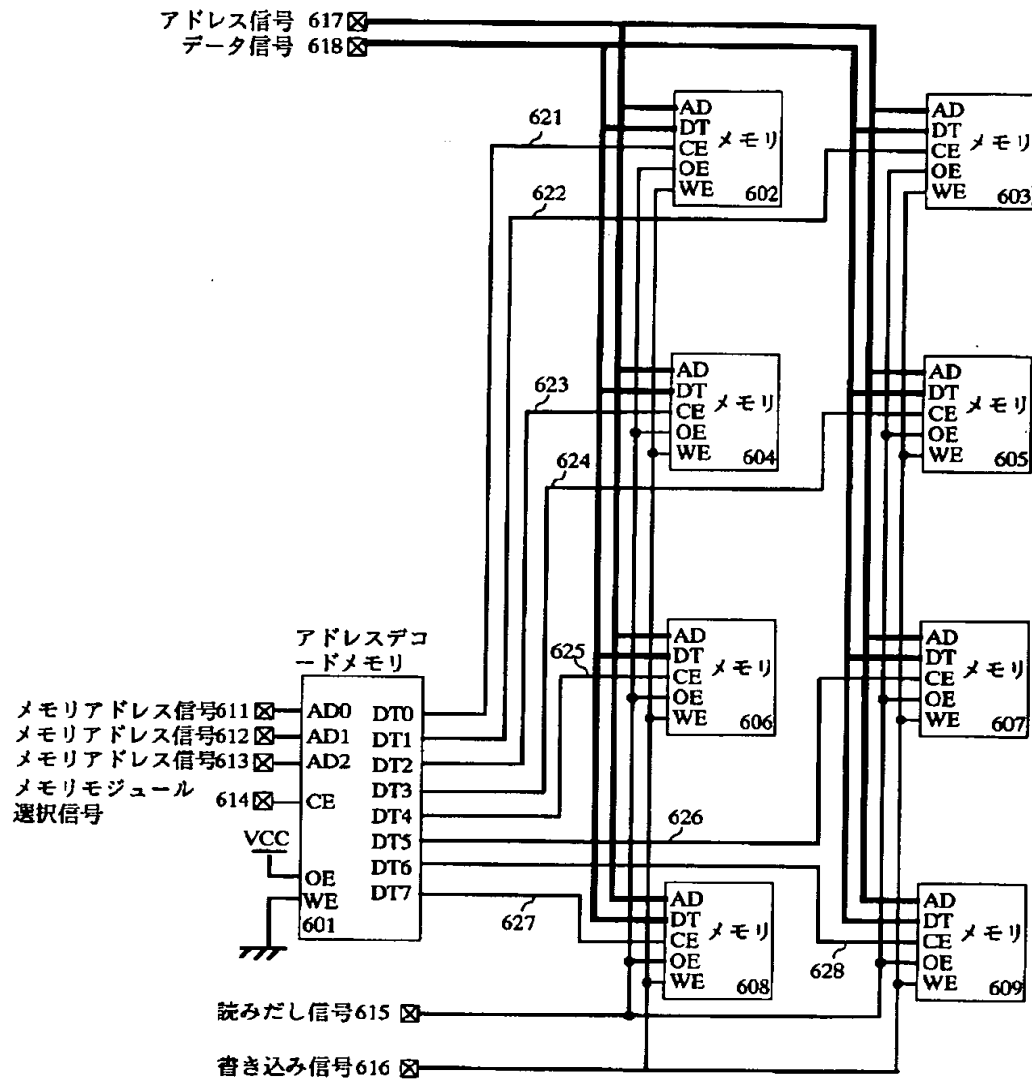 アドレス信号 617
データ信号 618
621
AD
DT
CE
OE
WE
メモリ
602
622
AD
DT
CE
OE
WE
メモリ
603
623
AD
DT
CE
OE
WE
メモリ
604
624
AD
DT
CE
OE
WE
メモリ
605
アドレスデコ
ードメモリ
625
AD
DT
CE
OE
WE
メモリ
606
AD
DT
CE
OE
WE
メモリ
607
メモリアドレス信号611
メモリアドレス信号612
メモリアドレス信号613
メモリモジュール
選択信号
614
VCC
AD0
AD1
AD2
CE
OE
WE
601
DT0
DT1
DT2
DT3
DT4
DT5
DT6
DT7
626
627
AD
DT
CE
OE
WE
メモリ
608
628
AD
DT
CE
OE
WE
メモリ
609
読みだし信号615
書き込み信号616